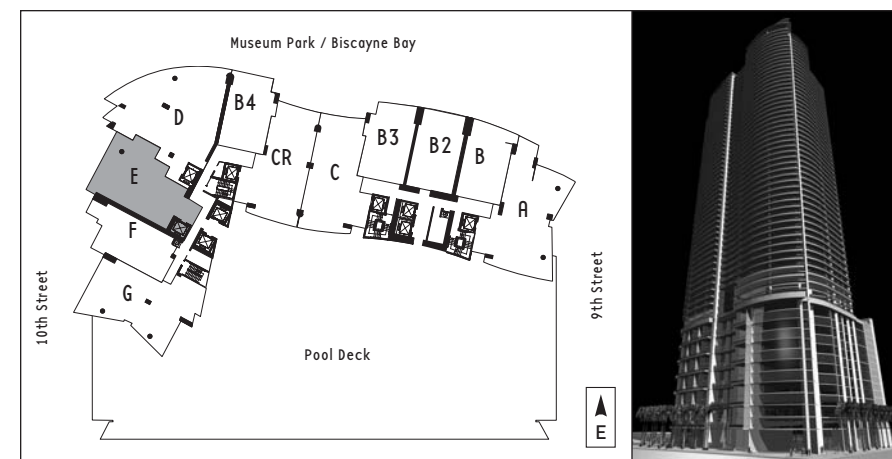 Museum Park / Biscayne Bay
B4
D
B3
B2
B
CR
C
E
A
F
G
10th Street
9th Street
Pool Deck
E